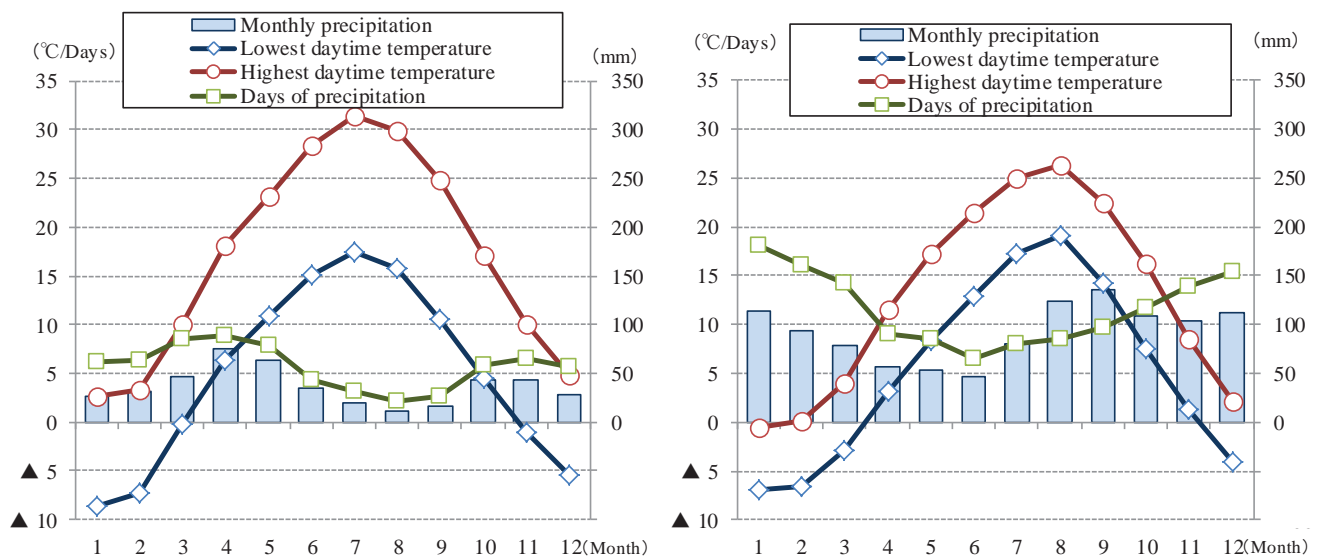 Monthly precipitation
Lowest daytime temperature
Highest daytime temperature
Days of precipitation
(℃/Days)
(mm)
35
30
25
20
15
10
5
0
▲ 5
▲ 10
350
300
250
200
150
100
50
0
1 2 3 4 5 6 7 8 9 10 11 12(Month)
Monthly precipitation
Lowest daytime temperature
Highest daytime temperature
Days of precipitation
(℃/Days)
(mm)
35
30
25
20
15
10
5
0
▲ 5
▲ 10
350
300
250
200
150
100
50
0
1 2 3 4 5 6 7 8 9 10 11 12(Month)